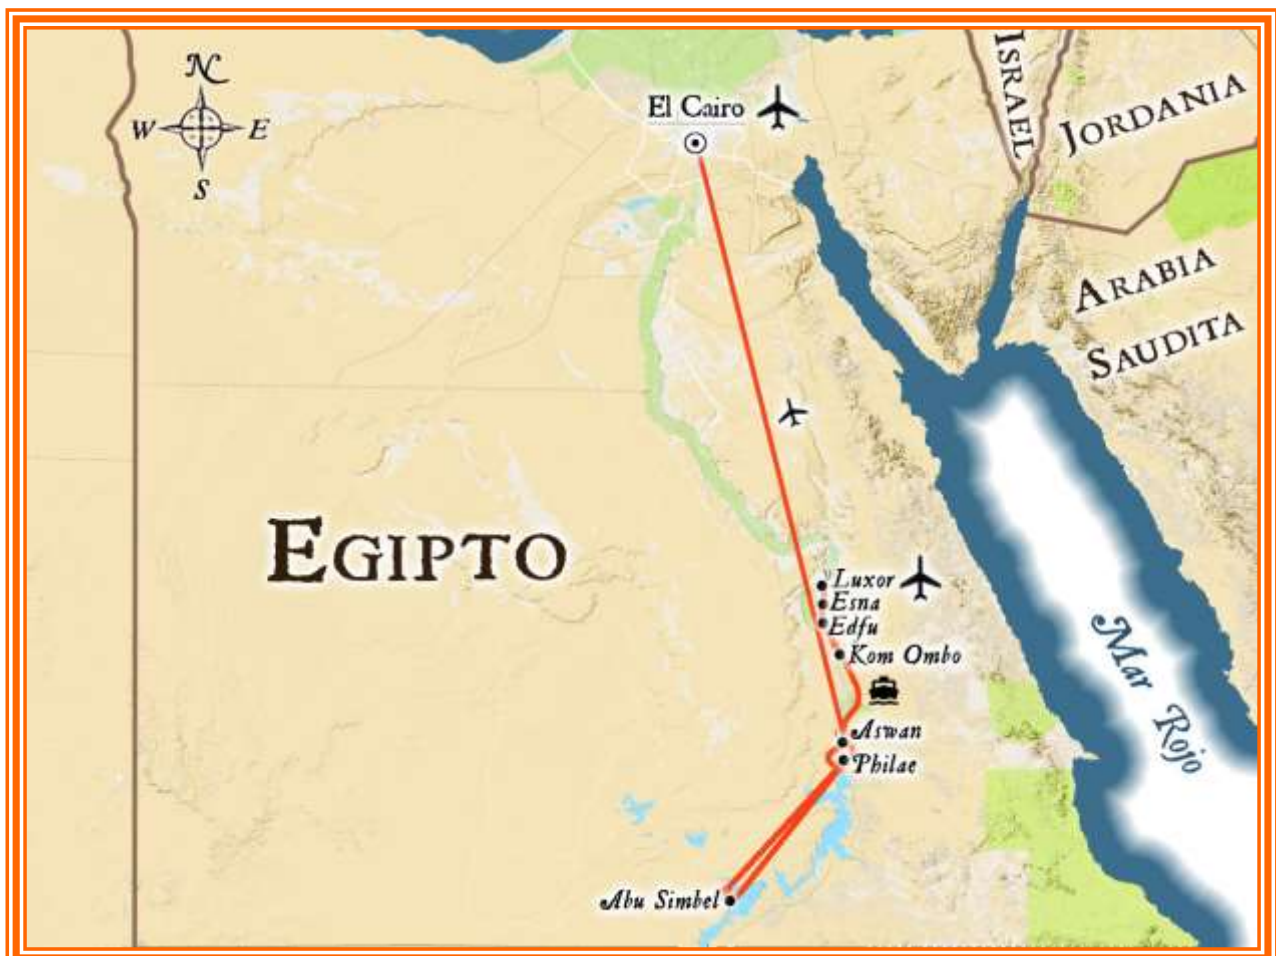 N
W E
S
El Cairo
ISRAEL
JORDANIA
ARABIA
SAUDITA
EGIPTO
Luxor
Esna
Edfu
Kom Ombo
Aswan
Philae
Abu Simbel
Mar Rojo